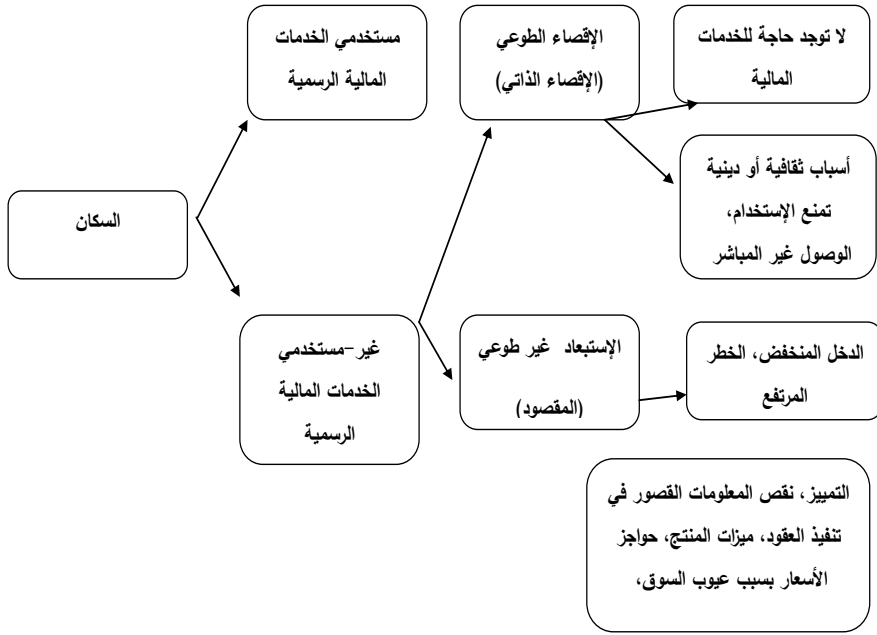 مستخدمي الخدمات
المالية الرسمية
الإقصاء الطوعي
(الإقصاء الذاتي)
لا توجد حاجة للخدمات
المالية
أسباب ثقافية أو دينية
تمنع الإستخدام،
الوصول غير المباشر
السكان
غير-مستخدمي
الخدمات المالية
الرسمية
الإستبعاد غير طوعي
(المقصود)
الدخل المنخفض، الخطر
المرتفع
التمييز، نقص المعلومات القصور في
تنفيذ العقود، ميزات المنتج، حواجز
الأسعار بسبب عيوب السوق،